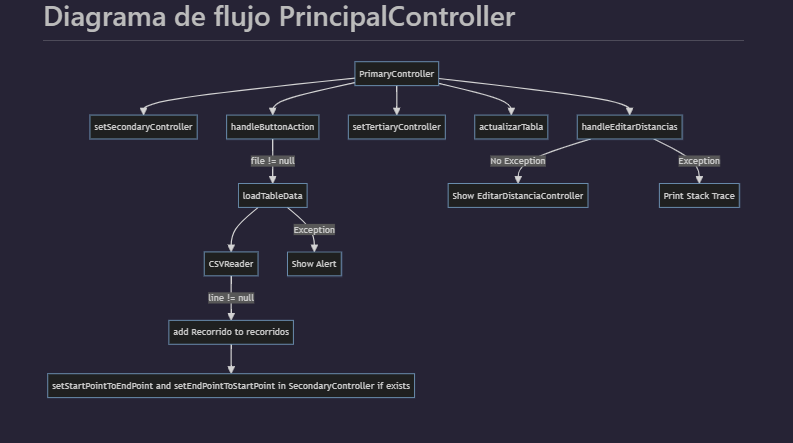 Diagrama de flujo PrincipalController
PrimaryController
setSecondaryController
handleButtonAction
setTertiaryController
actualizarTabla
handleEditarDistancias
file != null
No Exception
Exception
loadTableData
Show EditarDistanciaController
Print Stack Trace
Exception
CSVReader
Show Alert
line != null
add Recorrido to recorridos
setStartPointToEndPoint and setEndPointToStartPoint in SecondaryController if exists